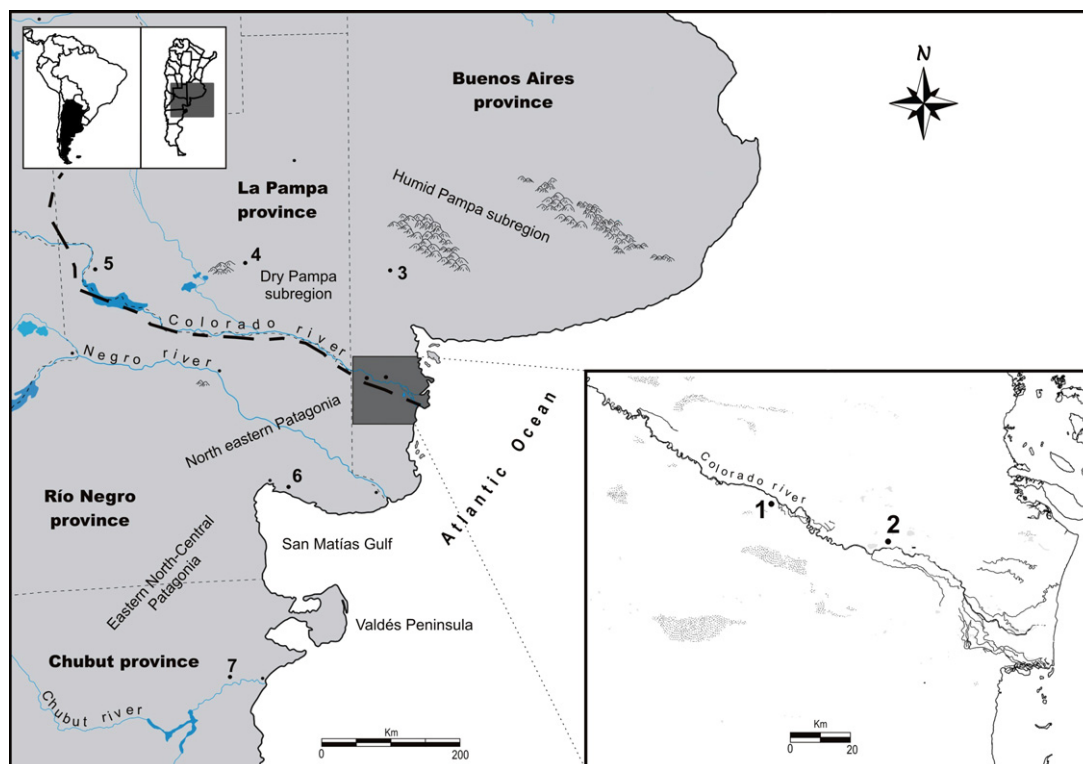 N
Buenos Aires
province
La Pampa
province
Humid Pampa subregion
4
5
3
Dry Pampa
subregion
Colorado river
Negro river
North eastern Patagonia
Atlantic Ocean
6
Río Negro
province
San Matías Gulf
Eastern North-Central
Patagonia
Valdés Peninsula
Chubut province
7
Chubut river
Km
0 200
Colorado river
1
2
Km
0 20